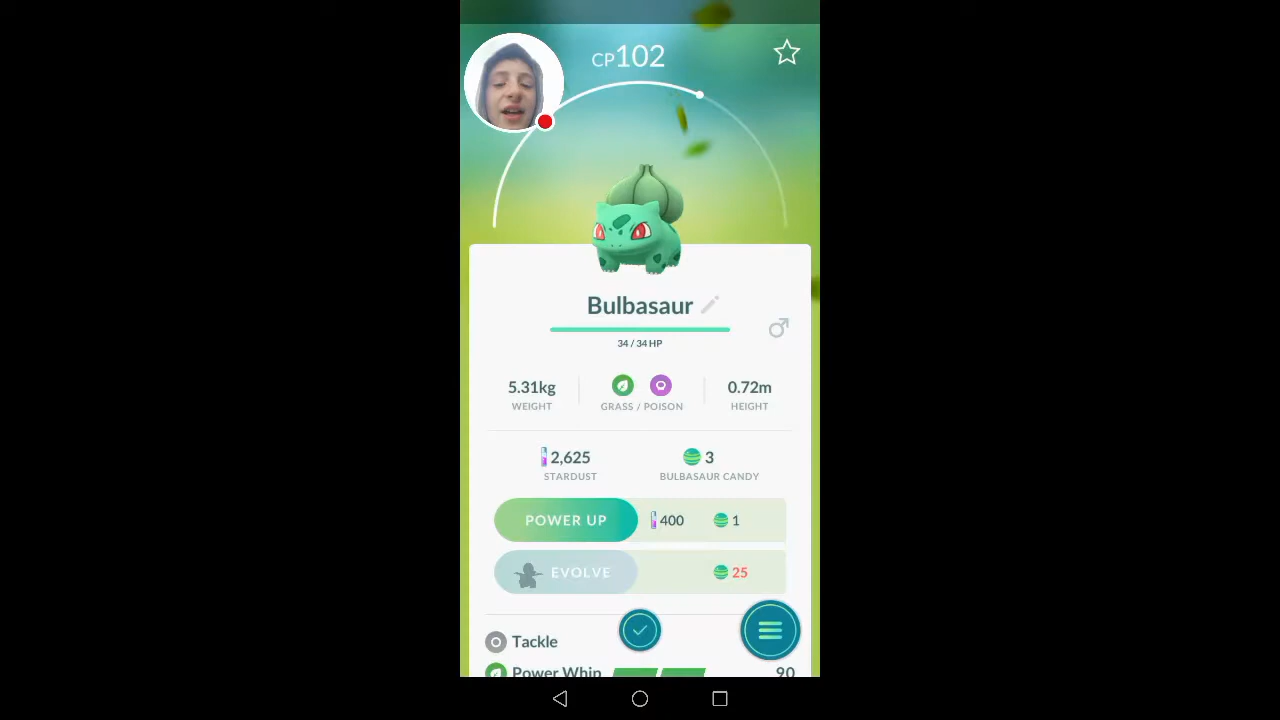 CP102
Bulbasaur
34 / 34 HP
5.31kg
WEIGHT
GRASS / POISON
0.72m
HEIGHT
2,625
STARDUST
3
BULBASAUR CANDY
POWER UP 400 1
EVOLVE 25
Tackle
Power Whip 90